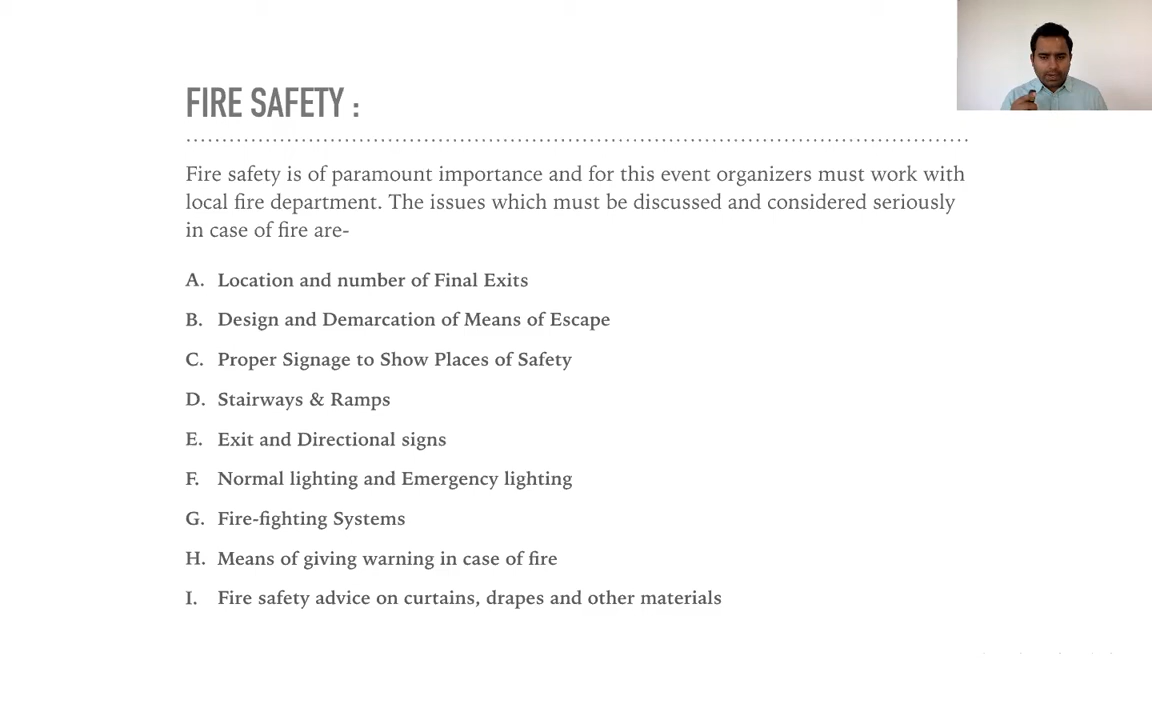 FIRE SAFETY :
Fire safety is of paramount importance and for this event organizers must work with
local fire department. The issues which must be discussed and considered seriously
in case of fire are-
A. Location and number of Final Exits
B. Design and Demarcation of Means of Escape
C. Proper Signage to Show Places of Safety
D. Stairways & Ramps
E. Exit and Directional signs
F. Normal lighting and Emergency lighting
G. Fire-fighting Systems
H. Means of giving warning in case of fire
I. Fire safety advice on curtains, drapes and other materials